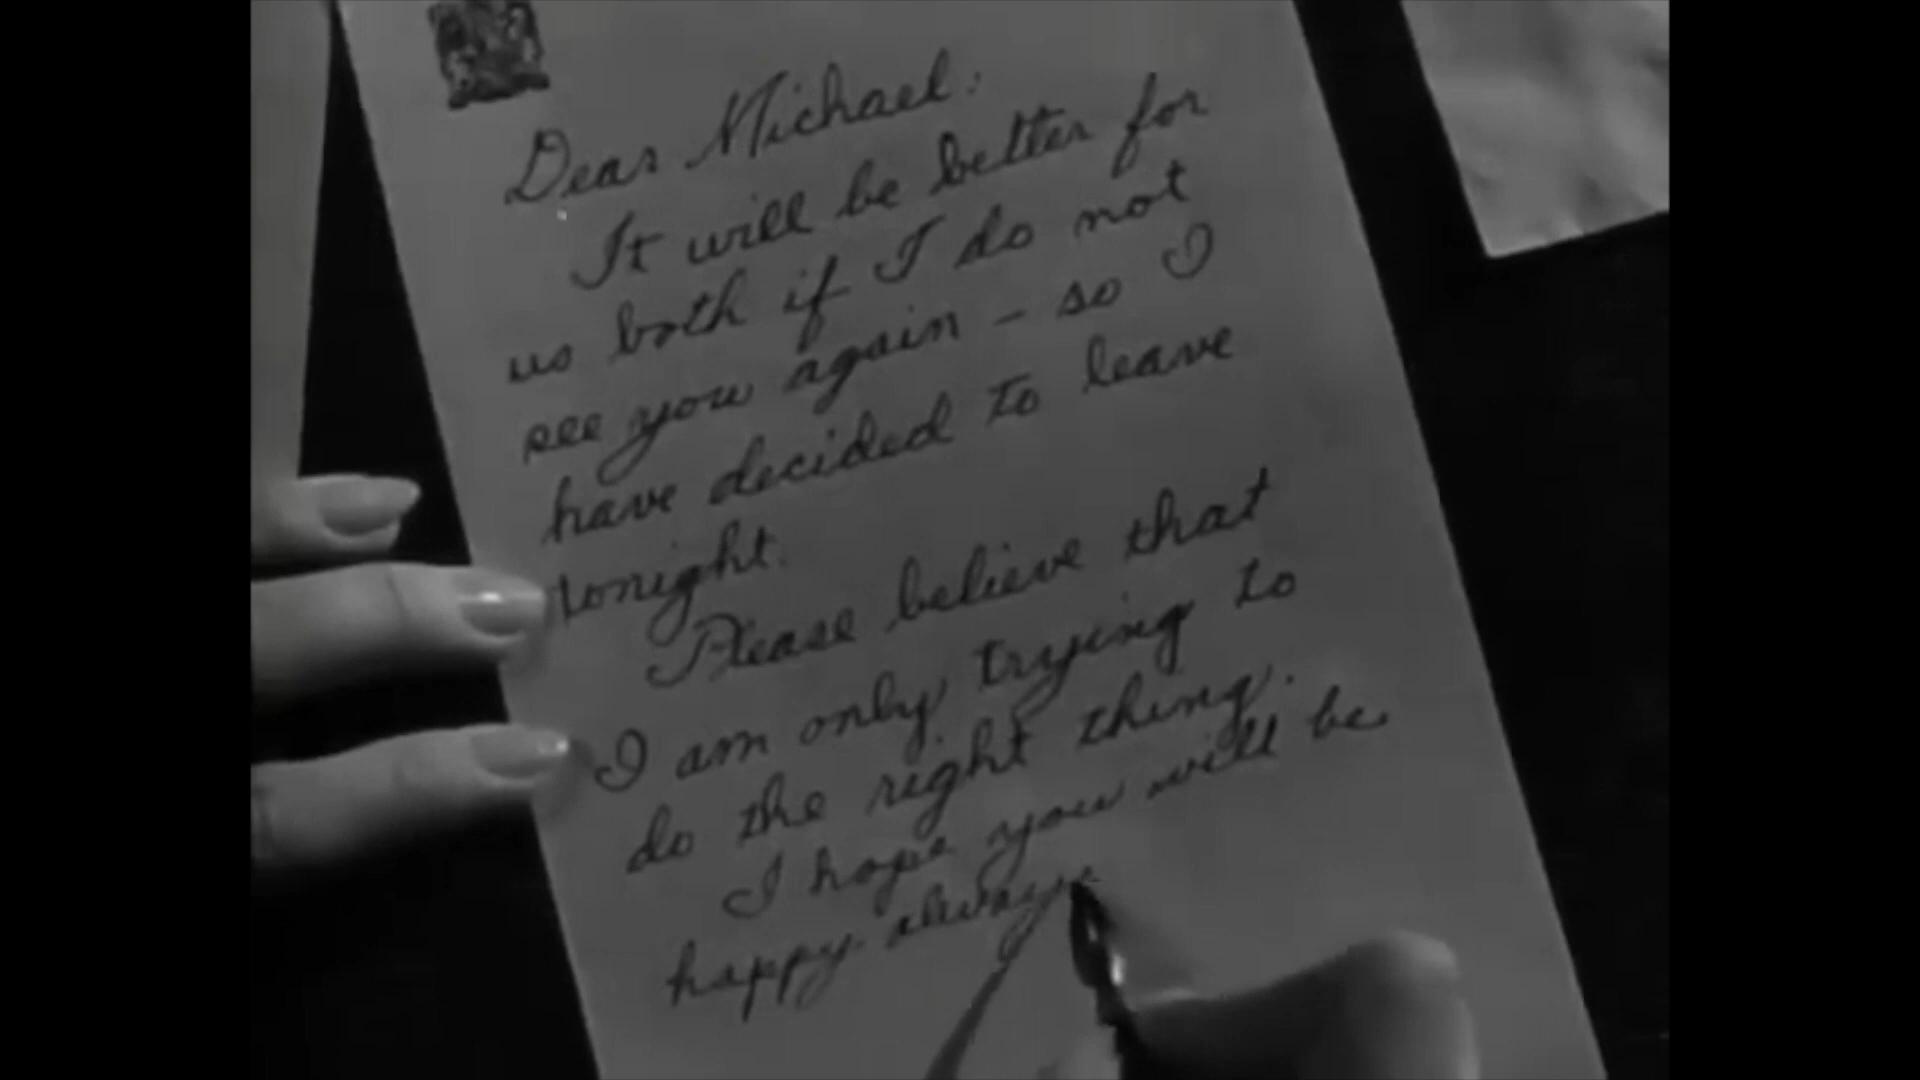 Dear Michael:
It will be better for
us both if I do not
see you again - so I
have decided to leave
tonight.
Please believe that
I am only trying to
do the right thing.
I hope you will be
happy always